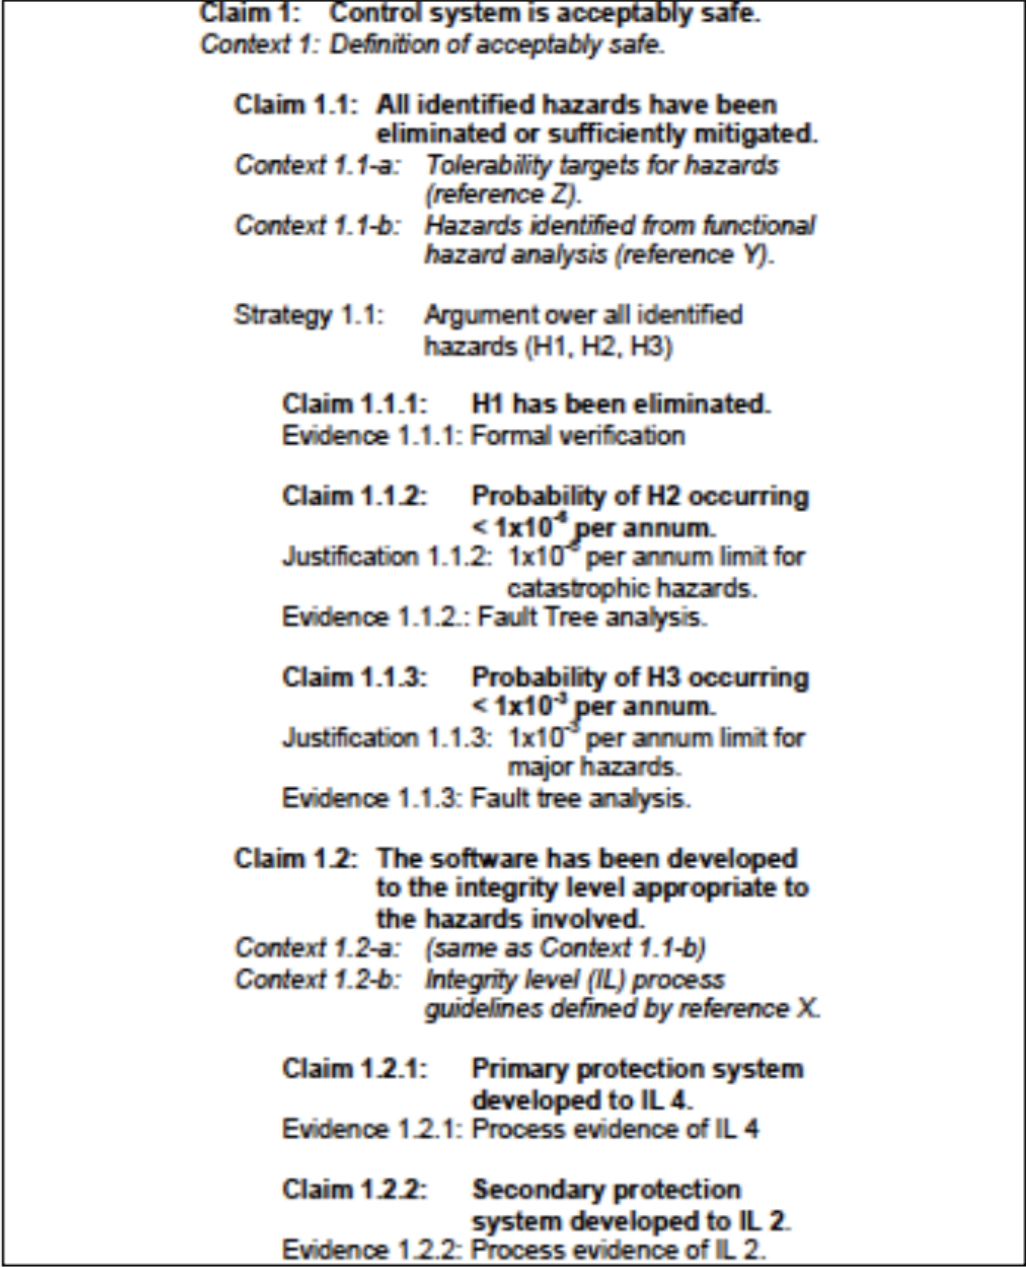 Claim 1: Control system is acceptably safe.
Context 1: Definition of acceptably safe.
Claim 1.1: All identified hazards have been
eliminated or sufficiently mitigated.
Context 1.1-a: Tolerability targets for hazards
(reference Z).
Context 1.1-b: Hazards identified from functional
hazard analysis (reference Y).
Strategy 1.1: Argument over all identified
hazards (H1, H2, H3)
Claim 1.1.1: H1 has been eliminated.
Evidence 1.1.1: Formal verification
Claim 1.1.2: Probability of H2 occurring
< 1x10⁻⁶ per annum.
Justification 1.1.2: 1x10⁻⁶ per annum limit for
catastrophic hazards.
Evidence 1.1.2.: Fault Tree analysis.
Claim 1.1.3: Probability of H3 occurring
< 1x10⁻³ per annum.
Justification 1.1.3: 1x10⁻³ per annum limit for
major hazards.
Evidence 1.1.3: Fault tree analysis.
Claim 1.2: The software has been developed
to the integrity level appropriate to
the hazards involved.
Context 1.2-a: (same as Context 1.1-b)
Context 1.2-b: Integrity level (IL) process
guidelines defined by reference X.
Claim 1.2.1: Primary protection system
developed to IL 4.
Evidence 1.2.1: Process evidence of IL 4
Claim 1.2.2: Secondary protection
system developed to IL 2.
Evidence 1.2.2: Process evidence of IL 2.